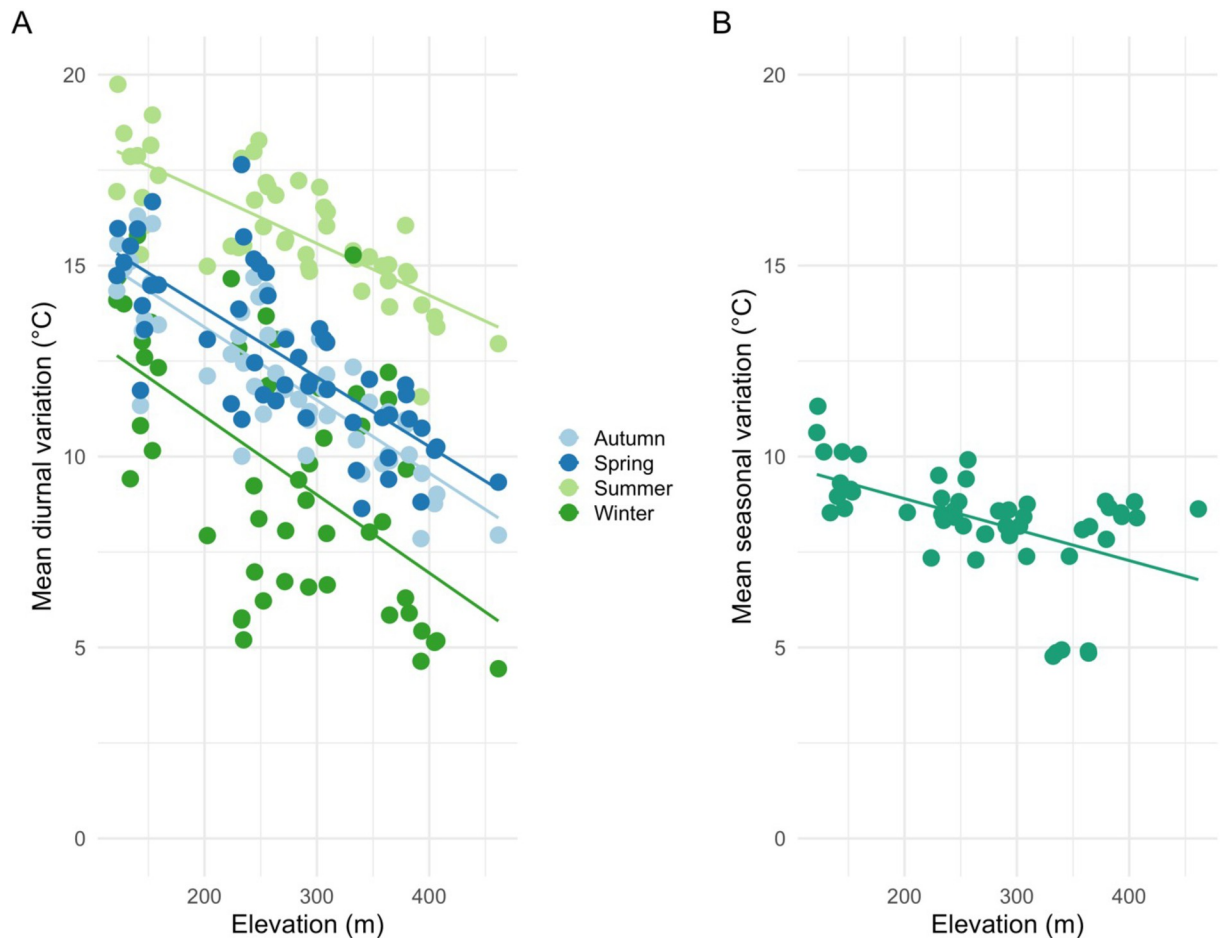 A
Mean diurnal variation (°C)
20
15
10
5
0
200
300
400
Elevation (m)
Autumn
Spring
Summer
Winter
B
Mean seasonal variation (°C)
20
15
10
5
0
200
300
400
Elevation (m)